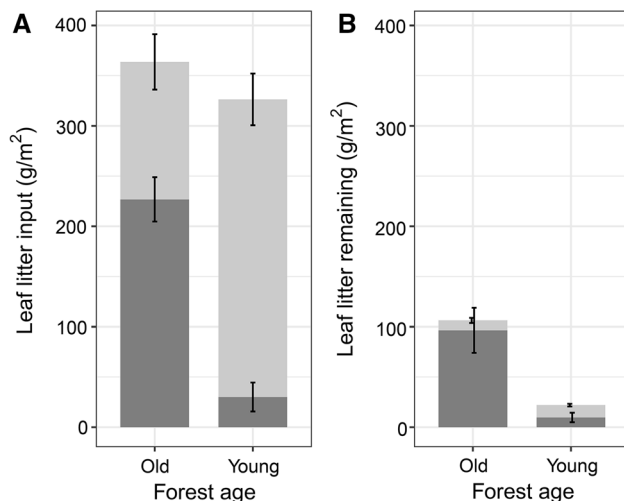 A
Leaf litter input (g/m²)
400
300
200
100
0
Old Young
Forest age
B
Leaf litter remaining (g/m²)
400
300
200
100
0
Old Young
Forest age